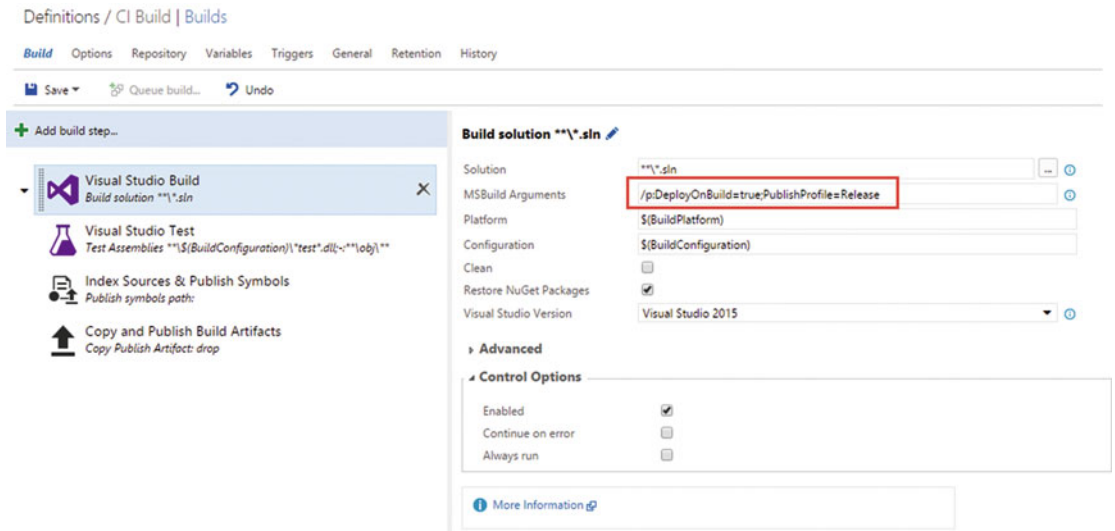 Definitions / CI Build | Builds
Build Options Repository Variables Triggers General Retention History
Save Queue build... Undo
Add build step...
Visual Studio Build
Build solution **\*.sln
Visual Studio Test
Test Assemblies **\$(BuildConfiguration)\*test*.dll;-:**\obj\**
Index Sources & Publish Symbols
Publish symbols path:
Copy and Publish Build Artifacts
Copy Publish Artifact: drop
Build solution **\*.sln
Solution **\*.sln ...
MSBuild Arguments /p:DeployOnBuild=true;PublishProfile=Release
Platform $(BuildPlatform)
Configuration $(BuildConfiguration)
Clean
Restore NuGet Packages
Visual Studio Version Visual Studio 2015
Advanced
Control Options
Enabled
Continue on error
Always run
More Information